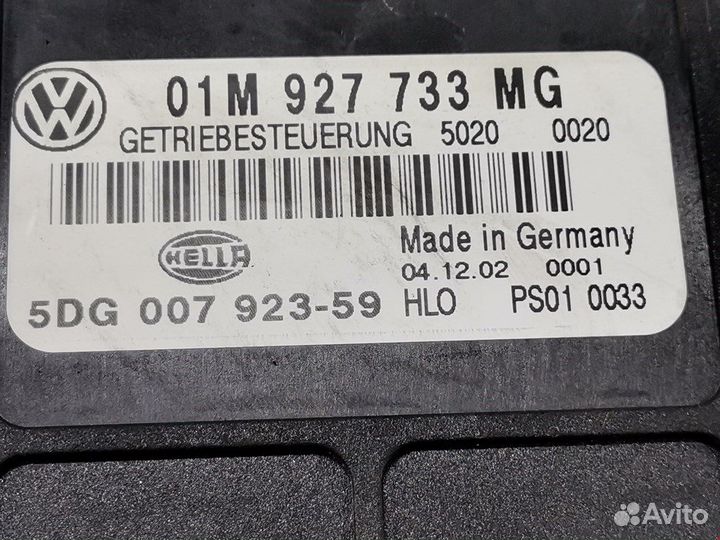 01M 927 733 MG
GETRIEBESTEUERUNG 5020 0020
Made in Germany
HELLA
04.12.02 0001
5DG 007 923-59 HLO PS01 0033
Avito